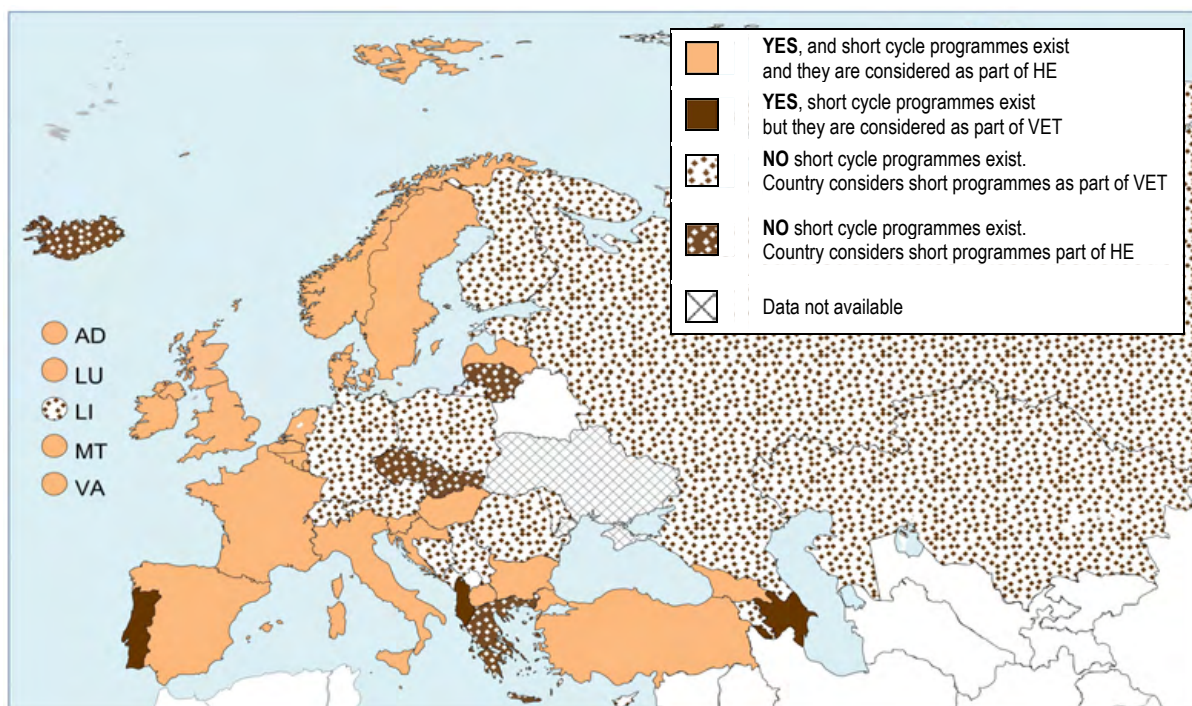 YES, and short cycle programmes exist
and they are considered as part of HE
YES, short cycle programmes exist
but they are considered as part of VET
NO short cycle programmes exist.
Country considers short programmes as part of VET
NO short cycle programmes exist.
Country considers short programmes part of HE
Data not available
AD
LU
LI
MT
VA